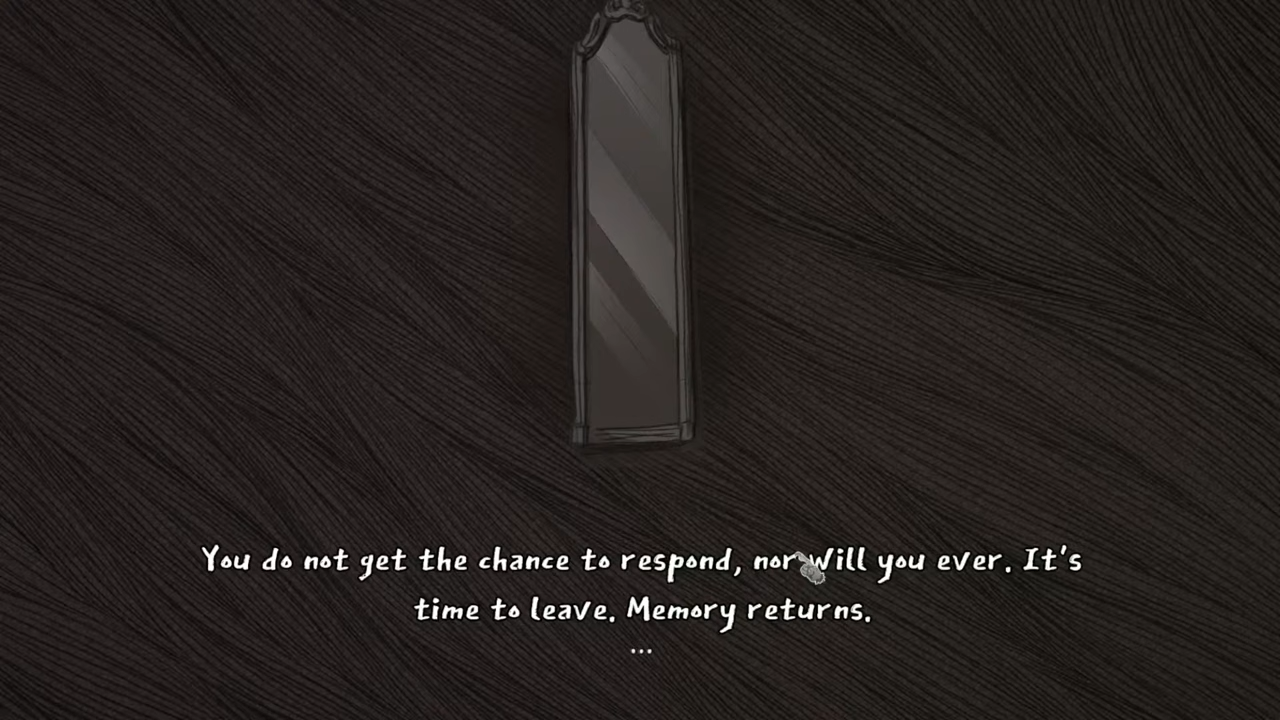 You do not get the chance to respond, nor will you ever. It's
time to leave. Memory returns.
...